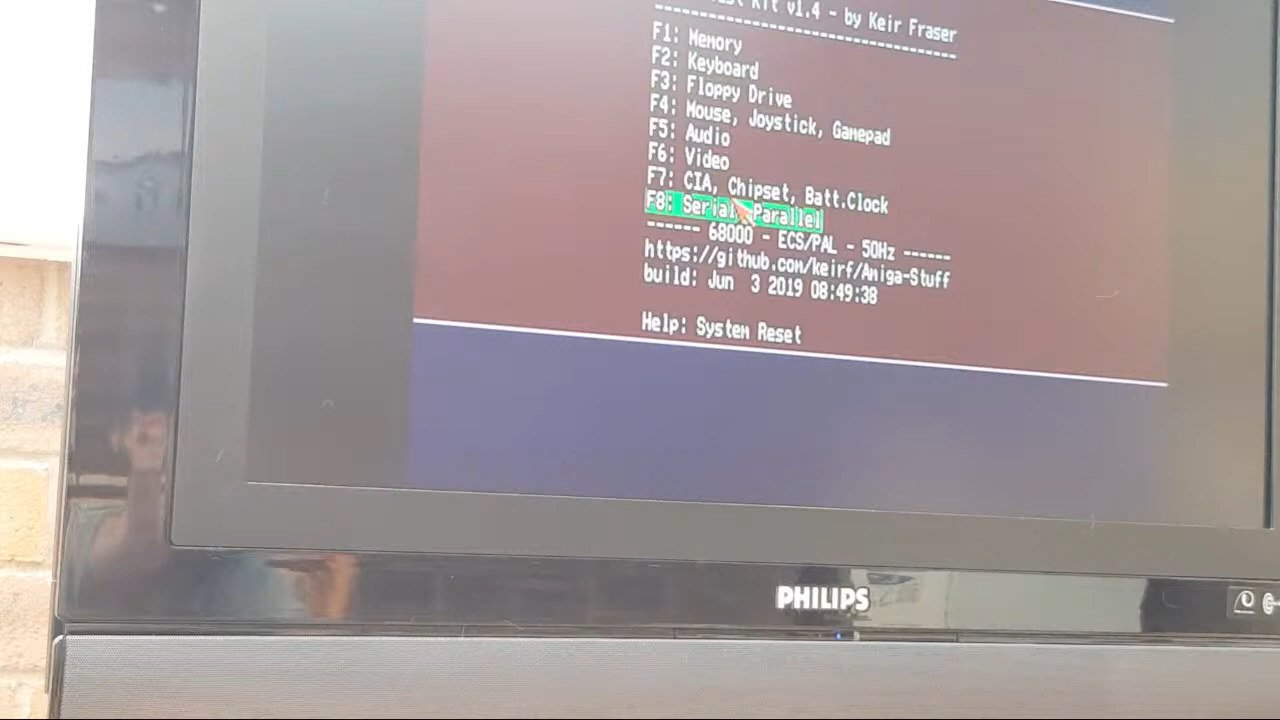 Kit v1.4 - by Keir Fraser
F1: Memory
F2: Keyboard
F3: Floppy Drive
F4: Mouse, Joystick, Gamepad
F5: Audio
F6: Video
F7: CIA, Chipset, Batt.Clock
F8: Serial, Parallel
------ 68000 - ECS/PAL - 50Hz ------
https://github.com/keirf/Amiga-Stuff
build: Jun  3 2019 08:49:38
Help: System Reset
PHILIPS